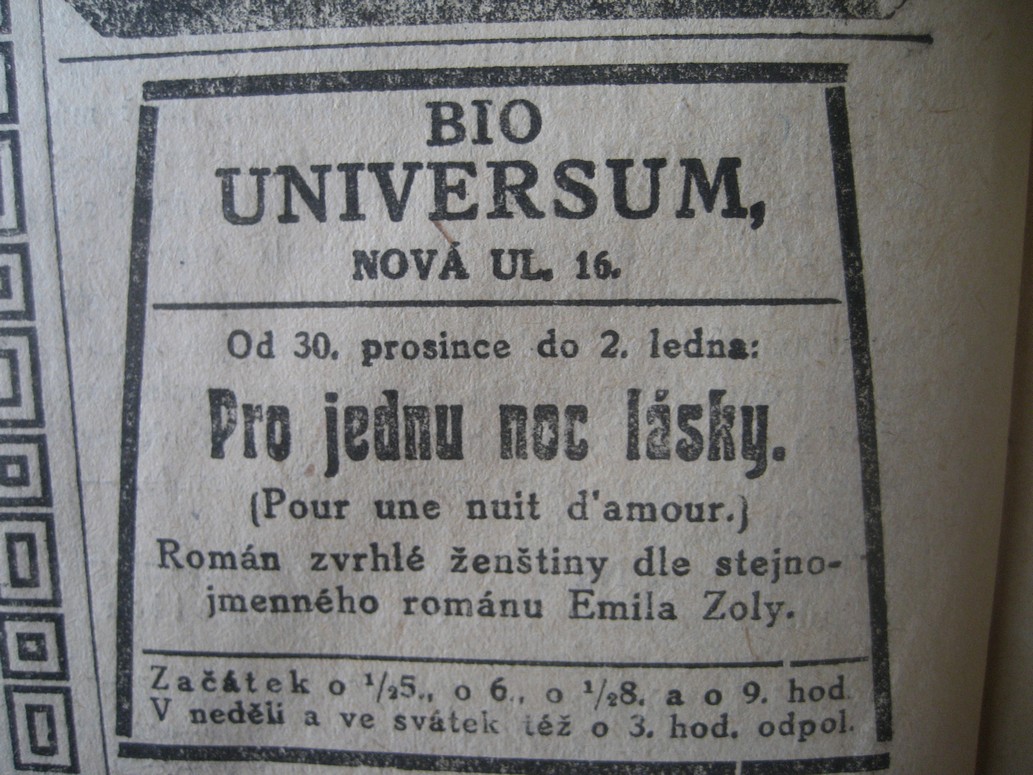 BIO
UNIVERSUM,
NOVÁ UL. 16.
Od 30. prosince do 2. ledna:
Pro jednu noc lásky.
(Pour une nuit d'amour.)
Román zvrhlé ženštiny dle stejno-
jmenného románu Emila Zoly.
Začátek o ½5., o 6., o ½8. a o 9. hod.
V neděli a ve svátek též o 3. hod. odpol.